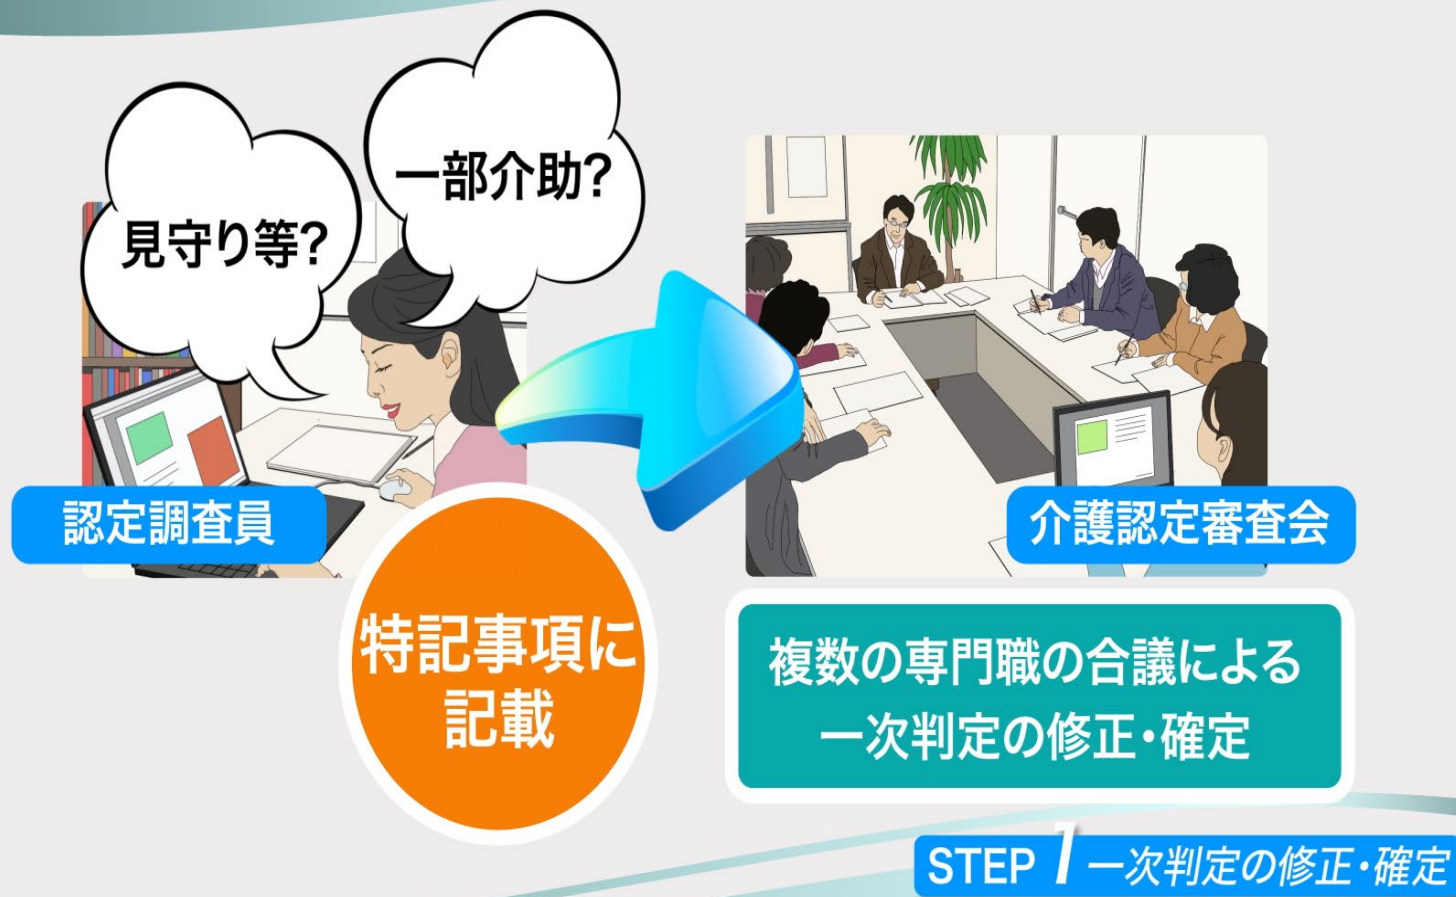 見守り等?
一部介助?
認定調査員
特記事項に
記載
介護認定審査会
複数の専門職の合議による
一次判定の修正・確定
STEP 1 一次判定の修正・確定